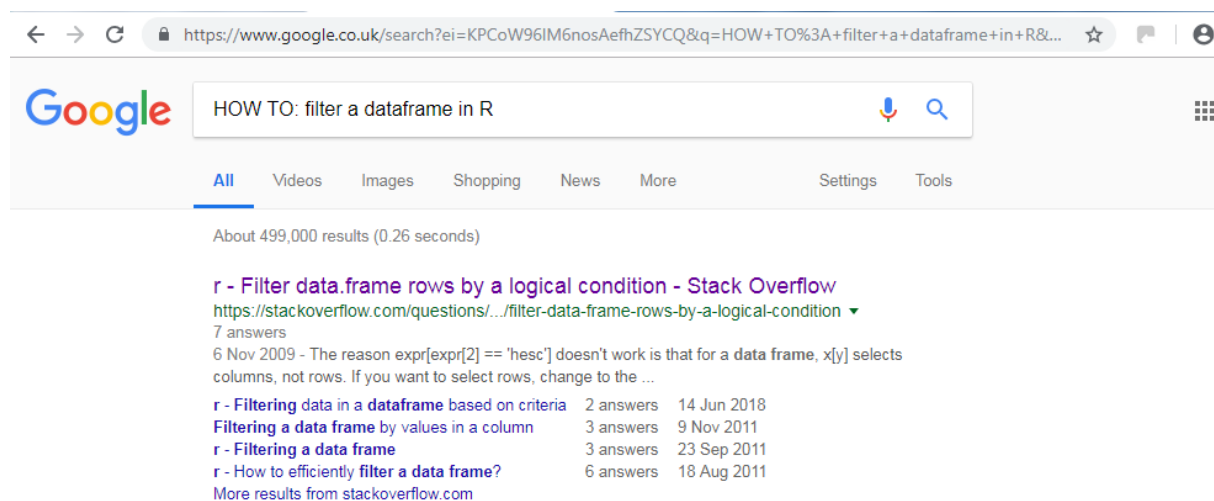 https://www.google.co.uk/search?ei=KPCoW96IM6nosAefhZSYCQ&q=HOW+TO%3A+filter+a+dataframe+in+R&...
Google
HOW TO: filter a dataframe in R
All Videos Images Shopping News More Settings Tools
About 499,000 results (0.26 seconds)
r - Filter data.frame rows by a logical condition - Stack Overflow
https://stackoverflow.com/questions/.../filter-data-frame-rows-by-a-logical-condition
7 answers
6 Nov 2009 - The reason expr[expr[2] == 'hesc'] doesn't work is that for a data frame, x[y] selects
columns, not rows. If you want to select rows, change to the ...
r - Filtering data in a dataframe based on criteria 2 answers 14 Jun 2018
Filtering a data frame by values in a column 3 answers 9 Nov 2011
r - Filtering a data frame 3 answers 23 Sep 2011
r - How to efficiently filter a data frame? 6 answers 18 Aug 2011
More results from stackoverflow.com